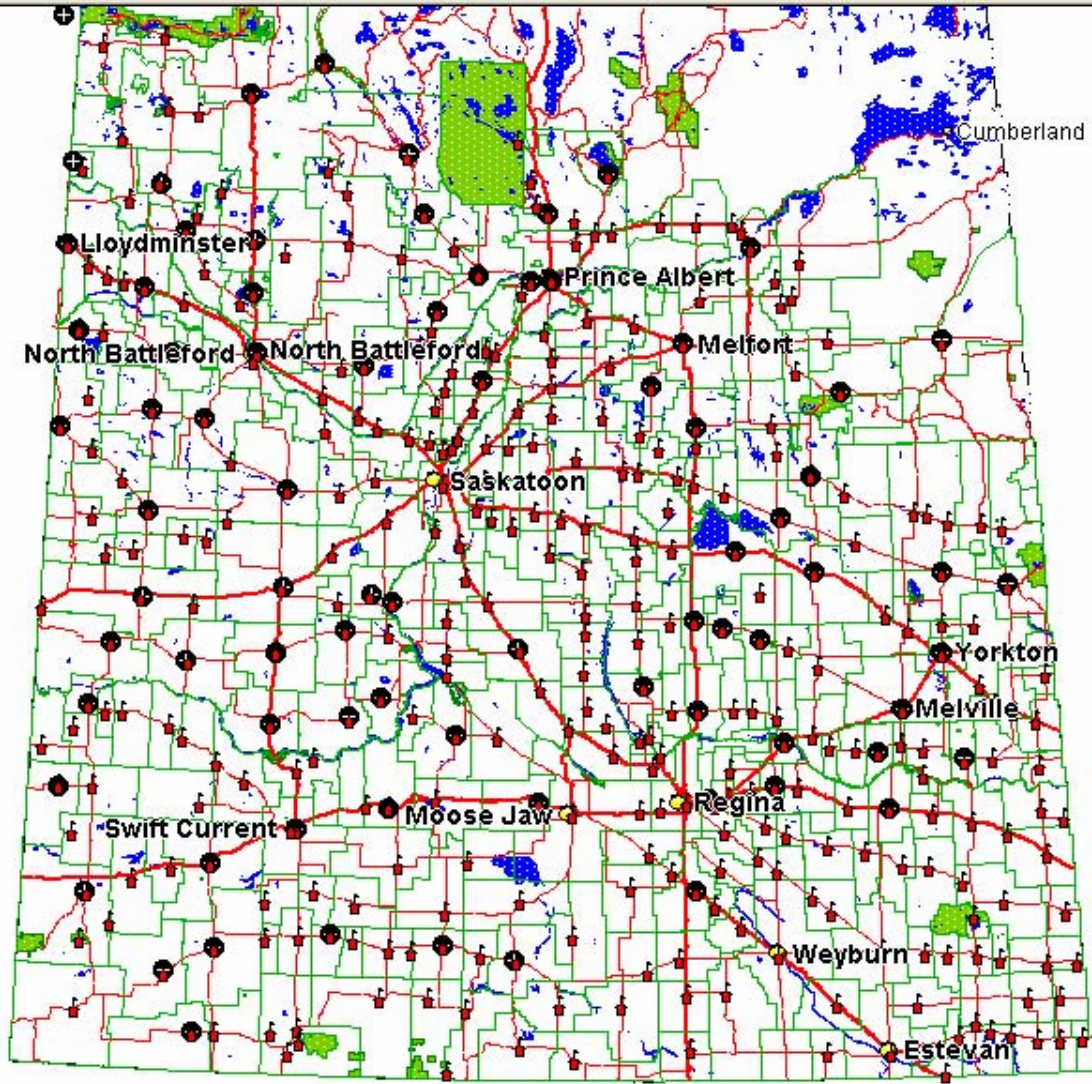 Cumberland
Lloydminster
Prince Albert
North Battleford
North Battleford
Melfort
Saskatoon
Yorkton
Melville
Regina
Moose Jaw
Swift Current
Weyburn
Estevan